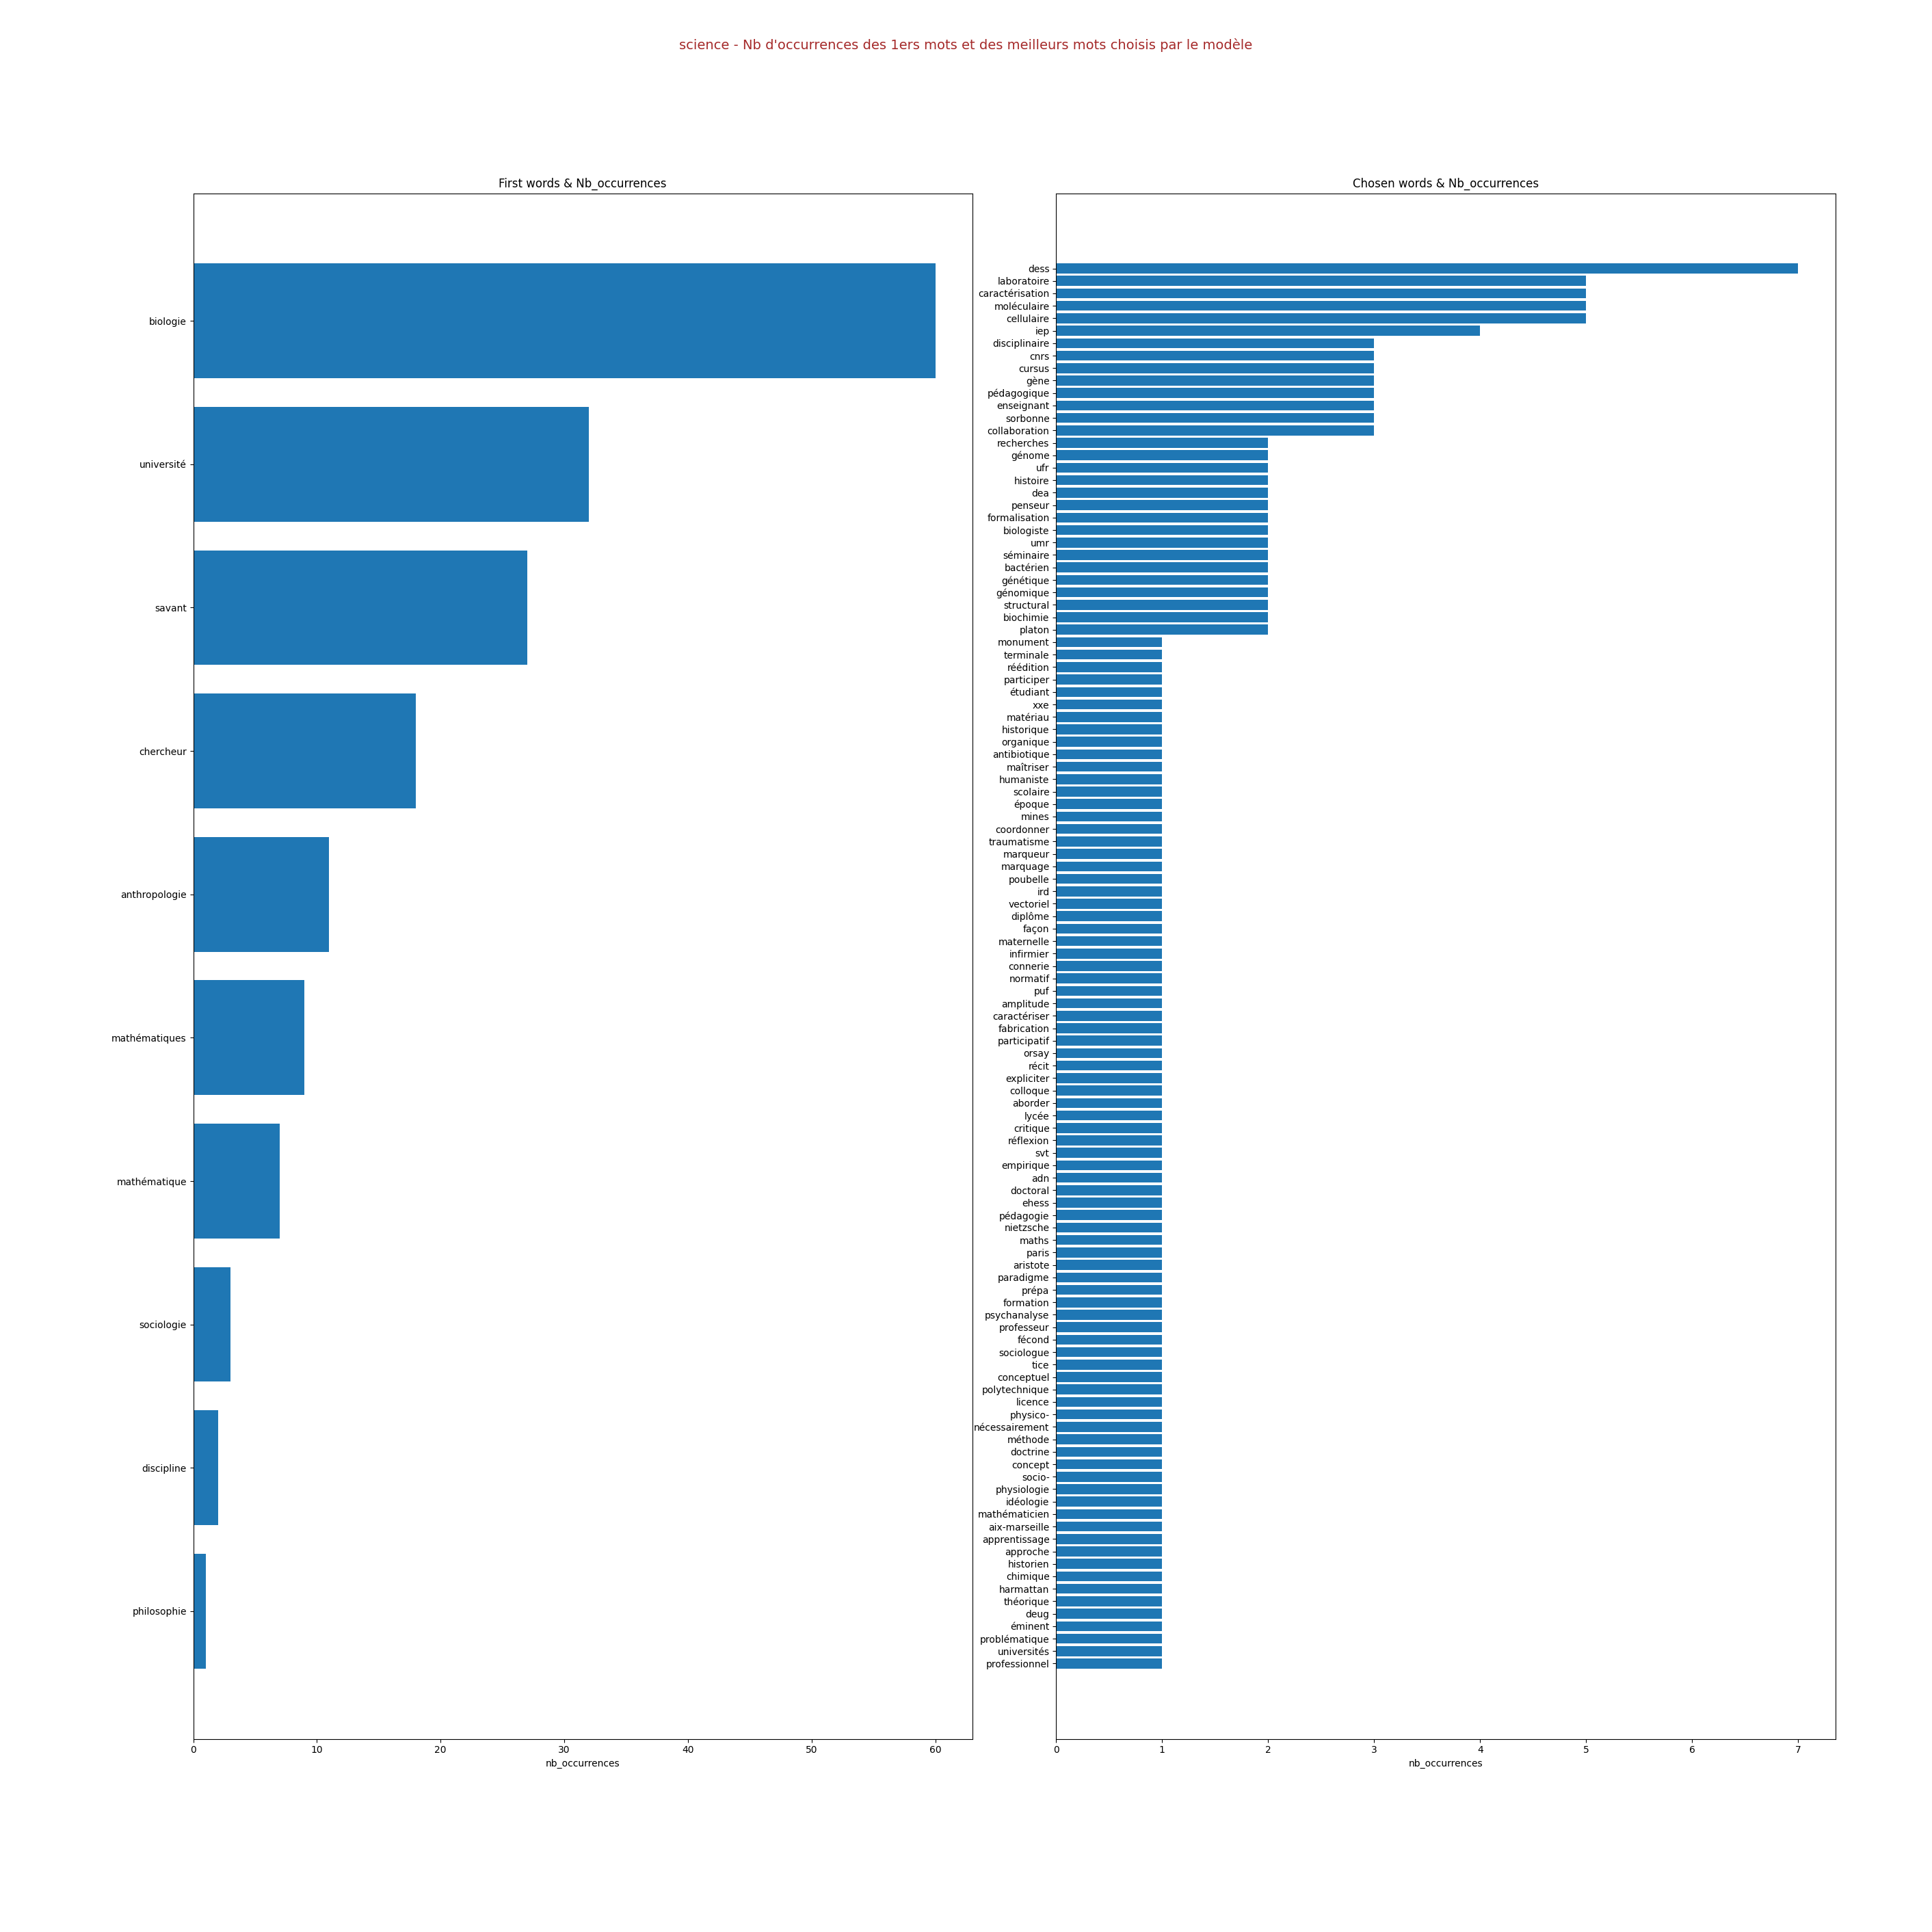 science - Nb d'occurrences des 1ers mots et des meilleurs mots choisis par le modèle
First words & Nb_occurrences
biologie
université
savant
chercheur
anthropologie
mathématiques
mathématique
sociologie
discipline
philosophie
0 10 20 30 40 50 60
nb_occurrences
Chosen words & Nb_occurrences
dess
laboratoire
caractérisation
moléculaire
cellulaire
iep
disciplinaire
cnrs
cursus
gène
pédagogique
enseignant
sorbonne
collaboration
recherches
génome
ufr
histoire
dea
penseur
formalisation
biologiste
umr
séminaire
bactérien
génétique
génomique
structural
biochimie
platon
monument
terminale
réédition
participer
étudiant
xxe
matériau
historique
organique
antibiotique
maîtriser
humaniste
scolaire
époque
mines
coordonner
traumatisme
marqueur
marquage
poubelle
ird
vectoriel
diplôme
façon
maternelle
infirmier
connerie
normatif
puf
amplitude
caractériser
fabrication
participatif
orsay
récit
expliciter
colloque
aborder
lycée
critique
réflexion
svt
empirique
adn
doctoral
ehess
pédagogie
nietzsche
maths
paris
aristote
paradigme
prépa
formation
psychanalyse
professeur
fécond
sociologue
tice
conceptuel
polytechnique
licence
physico-
nécessairement
méthode
doctrine
concept
socio-
physiologie
idéologie
mathématicien
aix-marseille
apprentissage
approche
historien
chimique
harmattan
théorique
deug
éminent
problématique
universités
professionnel
0 1 2 3 4 5 6 7
nb_occurrences